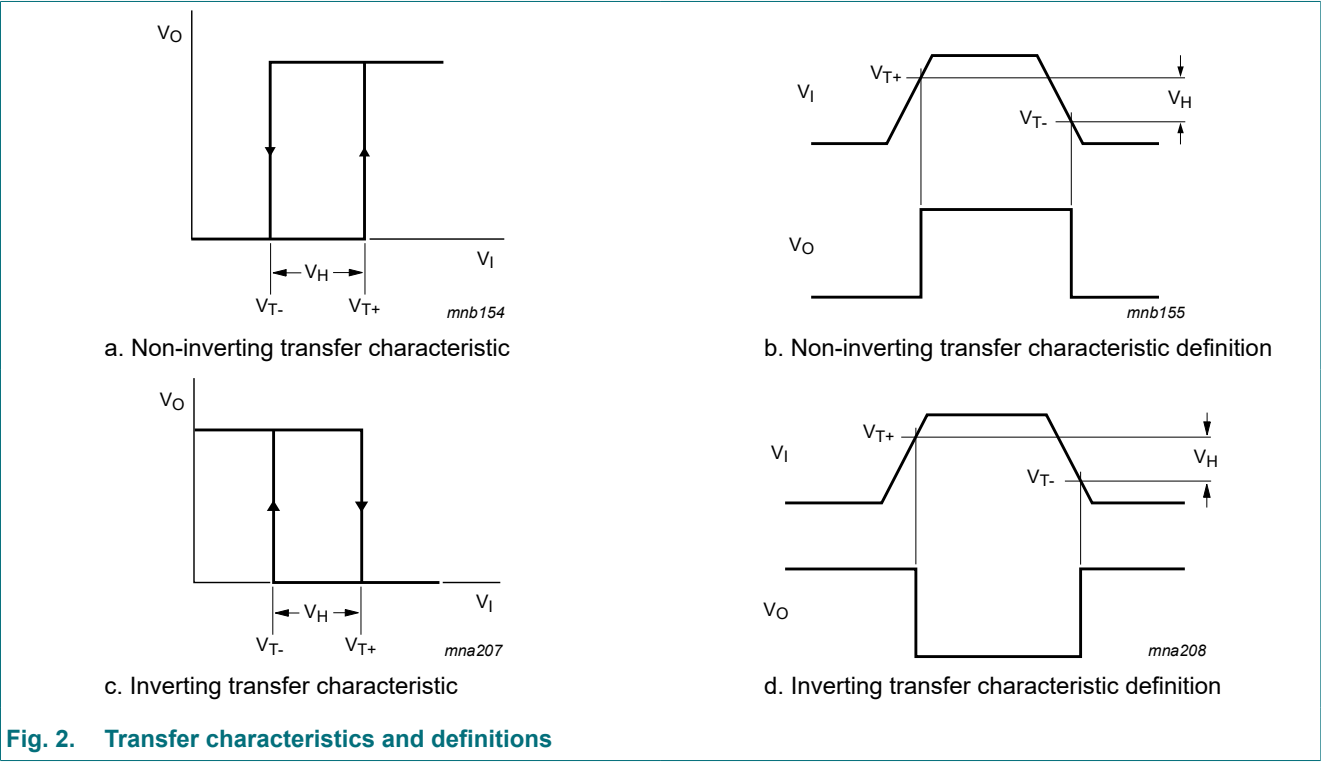 VO
VI
VH
VT-
VT+
mnb154
a. Non-inverting transfer characteristic
VI
VT+
VT-
VH
VO
mnb155
b. Non-inverting transfer characteristic definition
VO
VI
VH
VT-
VT+
mna207
c. Inverting transfer characteristic
VI
VT+
VT-
VH
VO
mna208
d. Inverting transfer characteristic definition
Fig. 2. Transfer characteristics and definitions